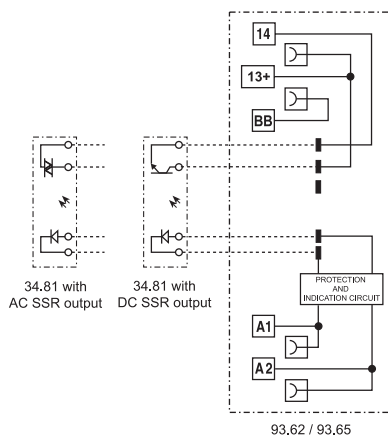 14
13+
BB
34.81 with
AC SSR output
34.81 with
DC SSR output
PROTECTION
AND
INDICATION CIRCUIT
A1
A2
93.62 / 93.65